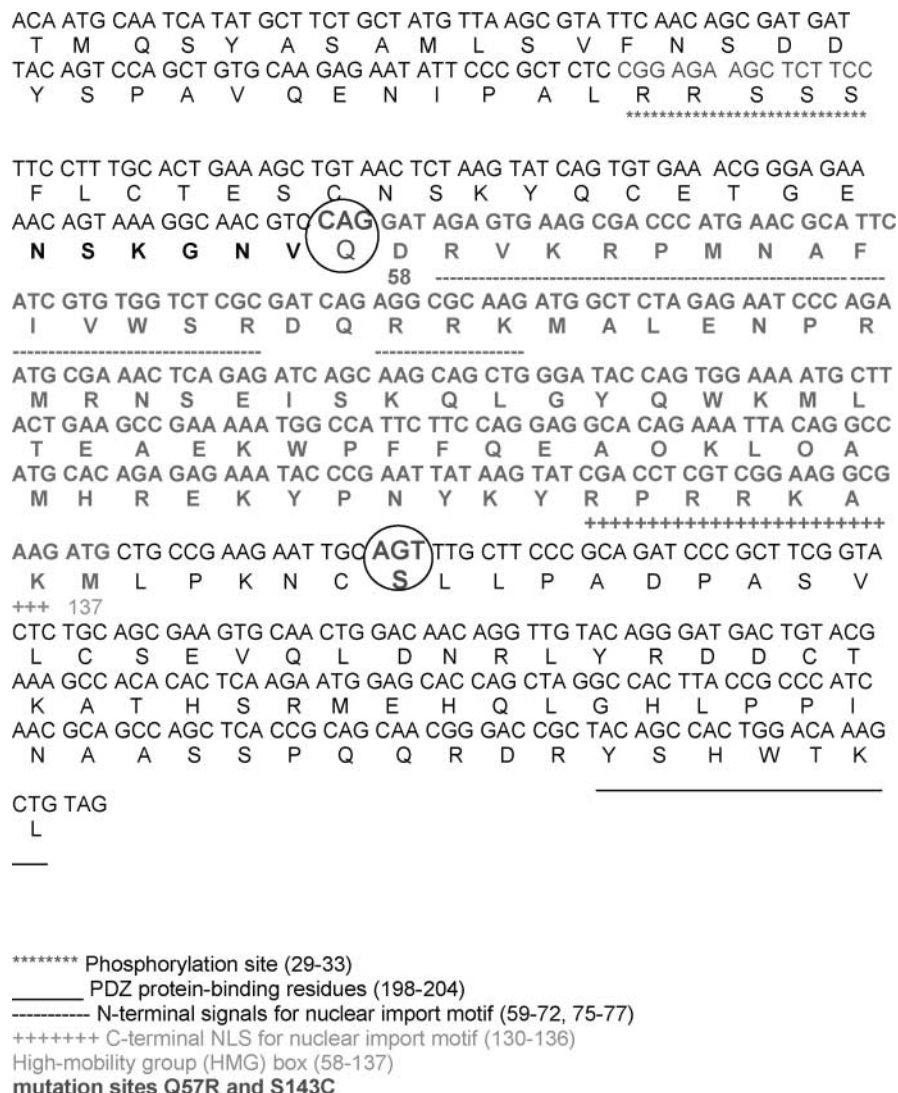 ACA ATG CAA TCA TAT GCT TCT GCT ATG TTA AGC GTA TTC AAC AGC GAT GAT
T M Q S Y A S A M L S V F N S D D
TAC AGT CCA GCT GTG CAA GAG AAT ATT CCC GCT CTC CGG AGA AGC TCT TCC
Y S P A V Q E N I P A L R R S S S
*****************************
TTC CTT TGC ACT GAA AGC TGT AAC TCT AAG TAT CAG TGT GAA ACG GGA GAA
F L C T E S C N S K Y Q C E T G E
AAC AGT AAA GGC AAC GTC CAG GAT AGA GTG AAG CGA CCC ATG AAC GCA TTC
N S K G N V Q D R V K R P M N A F
58 ------------------------------------------------------------
ATC GTG TGG TCT CGC GAT CAG AGG CGC AAG ATG GCT CTA GAG AAT CCC AGA
I V W S R D Q R R K M A L E N P R
--------------------------------- --------------------
ATG CGA AAC TCA GAG ATC AGC AAG CAG CTG GGA TAC CAG TGG AAA ATG CTT
M R N S E I S K Q L G Y Q W K M L
ACT GAA GCC GAA AAA TGG CCA TTC TTC CAG GAG GCA CAG AAA TTA CAG GCC
T E A E K W P F F Q E A O K L O A
ATG CAC AGA GAG AAA TAC CCG AAT TAT AAG TAT CGA CCT CGT CGG AAG GCG
M H R E K Y P N Y K Y R P R R K A
++++++++++++++++++++++++
AAG ATG CTG CCG AAG AAT TGC AGT TTG CTT CCC GCA GAT CCC GCT TCG GTA
K M L P K N C S L L P A D P A S V
+++ 137
CTC TGC AGC GAA GTG CAA CTG GAC AAC AGG TTG TAC AGG GAT GAC TGT ACG
L C S E V Q L D N R L Y R D D C T
AAA GCC ACA CAC TCA AGA ATG GAG CAC CAG CTA GGC CAC TTA CCG CCC ATC
K A T H S R M E H Q L G H L P P I
AAC GCA GCC AGC TCA CCG CAG CAA CGG GAC CGC TAC AGC CAC TGG ACA AAG
N A A S S P Q Q R D R Y S H W T K
CTG TAG
L
******** Phosphorylation site (29-33)
_______ PDZ protein-binding residues (198-204)
----------- N-terminal signals for nuclear import motif (59-72, 75-77)
+++++++ C-terminal NLS for nuclear import motif (130-136)
High-mobility group (HMG) box (58-137)
mutation sites Q57R and S143C